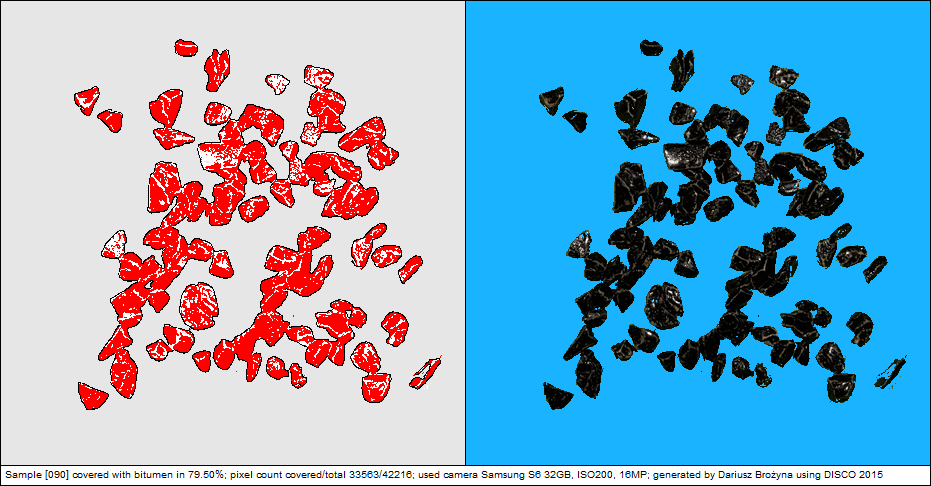 Sample [090] covered with bitumen in 79.50%; pixel count covered/total 33563/42216; used camera Samsung S6 32GB, ISO200, 16MP; generated by Dariusz Brożyna using DISCO 2015